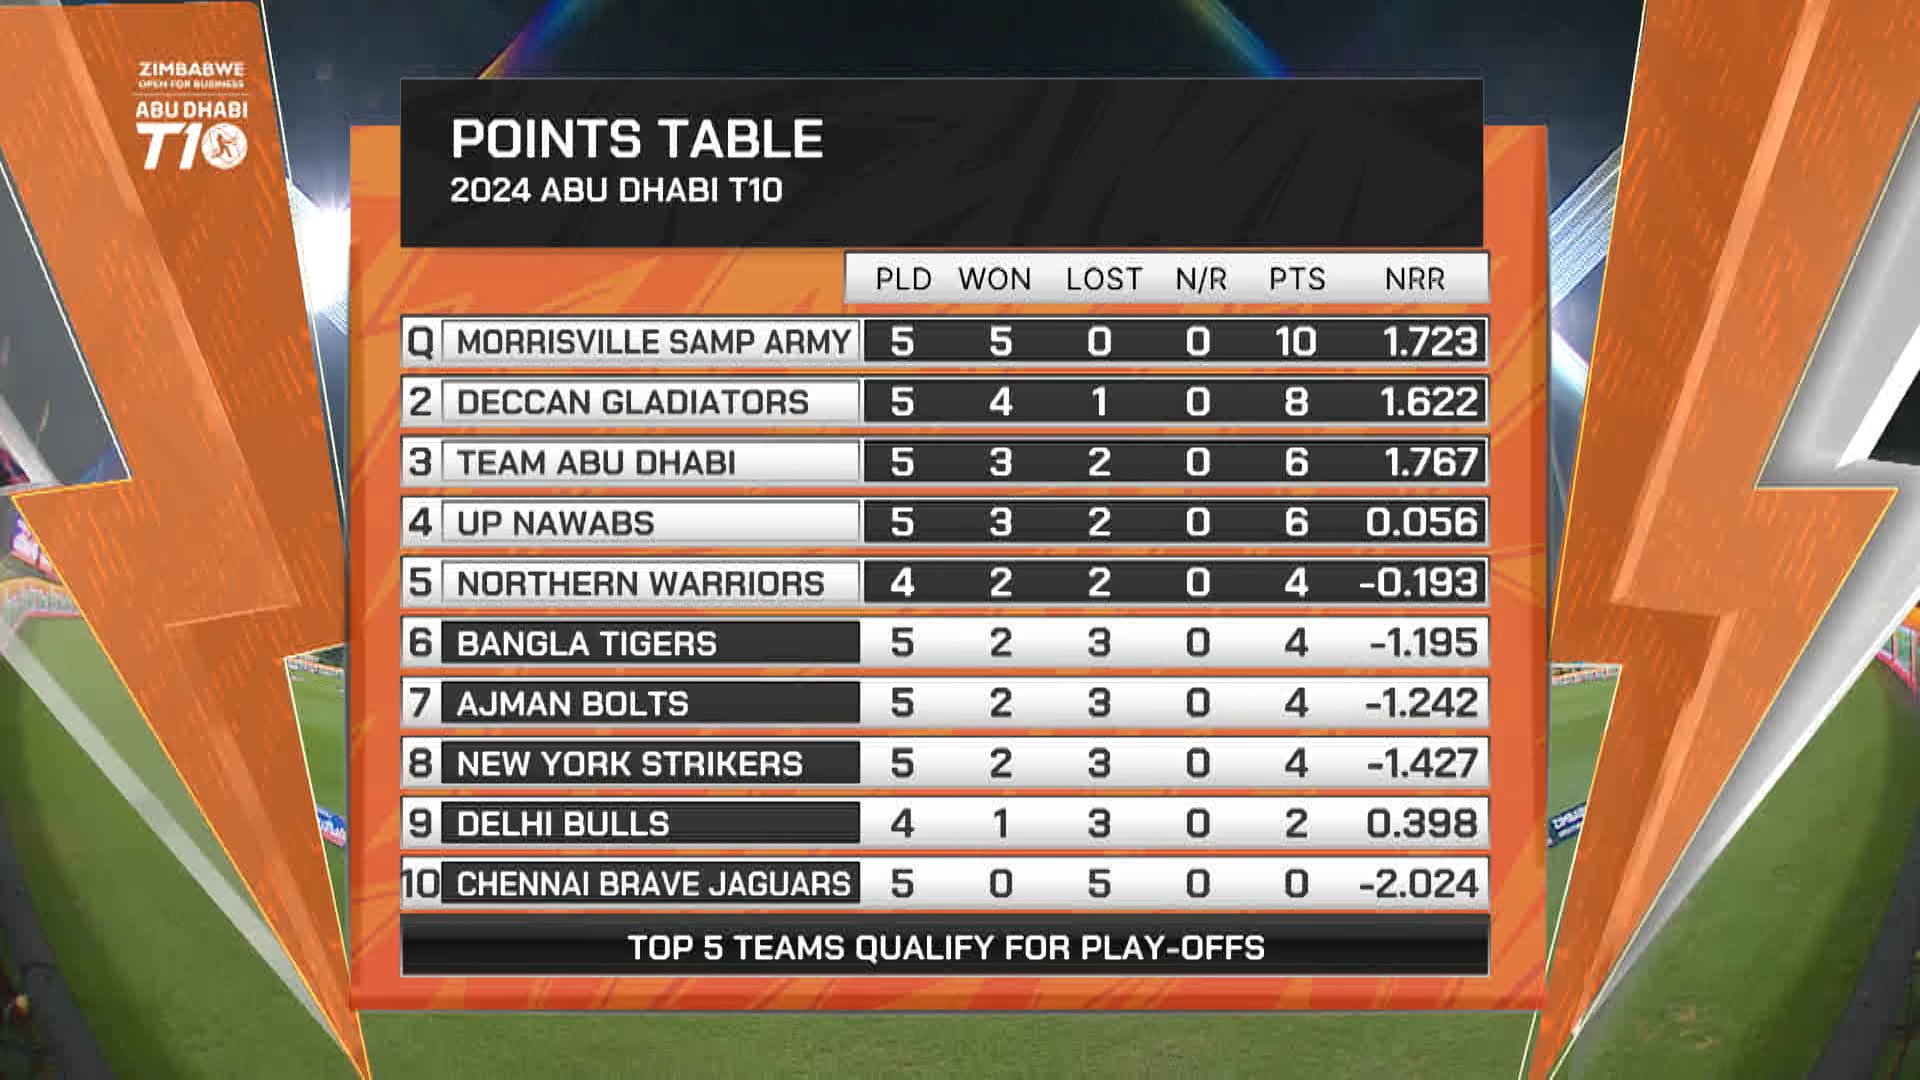 ZIMBABWE
OPEN FOR BUSINESS
ABU DHABI
T10
POINTS TABLE
2024 ABU DHABI T10
PLD WON LOST N/R PTS NRR
Q MORRISVILLE SAMP ARMY 5 5 0 0 10 1.723
2 DECCAN GLADIATORS 5 4 1 0 8 1.622
3 TEAM ABU DHABI 5 3 2 0 6 1.767
4 UP NAWABS 5 3 2 0 6 0.056
5 NORTHERN WARRIORS 4 2 2 0 4 -0.193
6 BANGLA TIGERS 5 2 3 0 4 -1.195
7 AJMAN BOLTS 5 2 3 0 4 -1.242
8 NEW YORK STRIKERS 5 2 3 0 4 -1.427
9 DELHI BULLS 4 1 3 0 2 0.398
10 CHENNAI BRAVE JAGUARS 5 0 5 0 0 -2.024
TOP 5 TEAMS QUALIFY FOR PLAY-OFFS